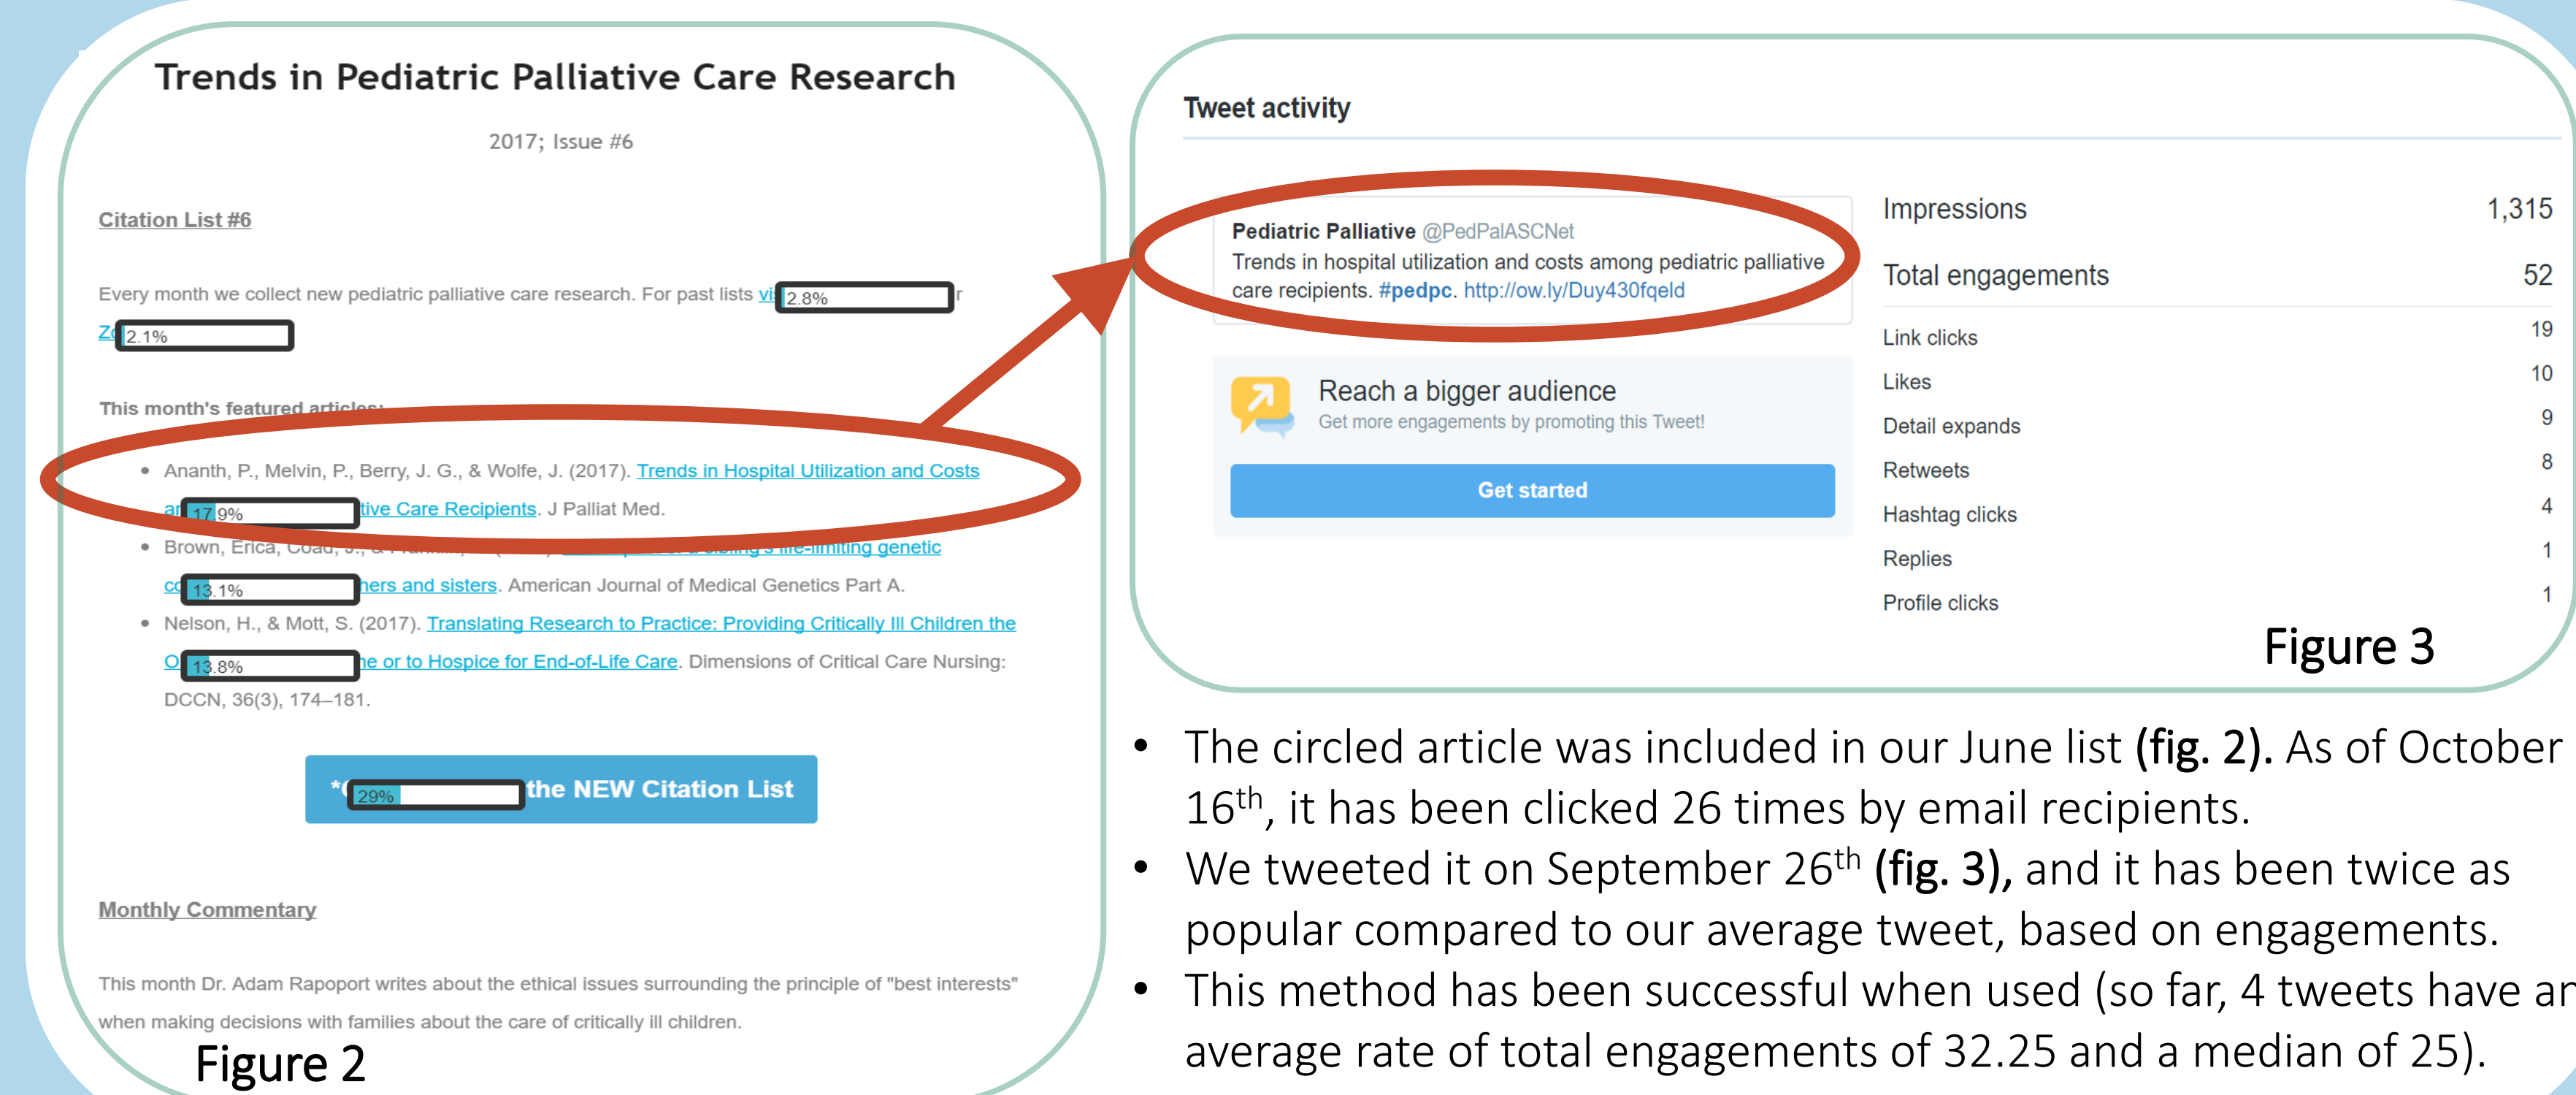 Trends in Pediatric Palliative Care Research
2017; Issue #6
Citation List #6
Every month we collect new pediatric palliative care research. For past lists 2.8%
2.1%
This month's featured articles:
• Ananth, P., Melvin, P., Berry, J. G., & Wolfe, J. (2017). Trends in Hospital Utilization and Costs
17.9% Care Recipients. J Palliat Med.
• Brown, Erica, Coad, life-limiting genetic
13.1% and sisters. American Journal of Medical Genetics Part A.
• Nelson, H., & Mott, S. (2017). Translating Research to Practice: Providing Critically Ill Children the
13.8% or to Hospice for End-of-Life Care. Dimensions of Critical Care Nursing:
DCCN, 36(3), 174–181.
29% the NEW Citation List
Monthly Commentary
This month Dr. Adam Rapoport writes about the ethical issues surrounding the principle of "best interests"
when making decisions with families about the care of critically ill children.
Figure 2
Tweet activity
Pediatric Palliative @PedPalASCNet
Trends in hospital utilization and costs among pediatric palliative
care recipients. #pedpc. http://ow.ly/Duy430fqeld
Reach a bigger audience
Get more engagements by promoting this Tweet!
Get started
Impressions 1,315
Total engagements 52
Link clicks 19
Likes 10
Detail expands 9
Retweets 8
Hashtag clicks 4
Replies 1
Profile clicks 1
Figure 3
• The circled article was included in our June list (fig. 2). As of October
16th, it has been clicked 26 times by email recipients.
• We tweeted it on September 26th (fig. 3), and it has been twice as
popular compared to our average tweet, based on engagements.
• This method has been successful when used (so far, 4 tweets have an
average rate of total engagements of 32.25 and a median of 25).